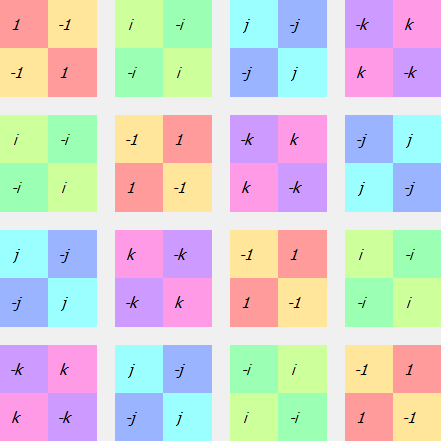 1 -1 i -i j -j -k k
-1 1 -i i -j j k -k
i -i -1 1 -k k -j j
-i i 1 -1 k -k j -j
j -j k -k -1 1 i -i
-j j -k k 1 -1 -i i
-k k j -j -i i -1 1
k -k -j j i -i 1 -1